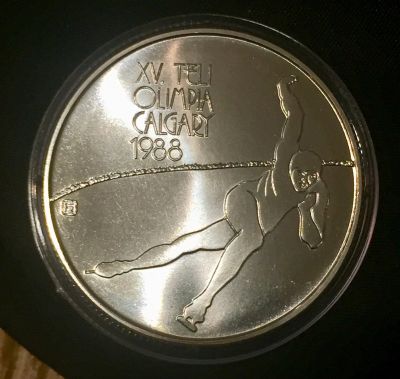 XV. TÉLI
OLIMPIA
CALGARY
1988